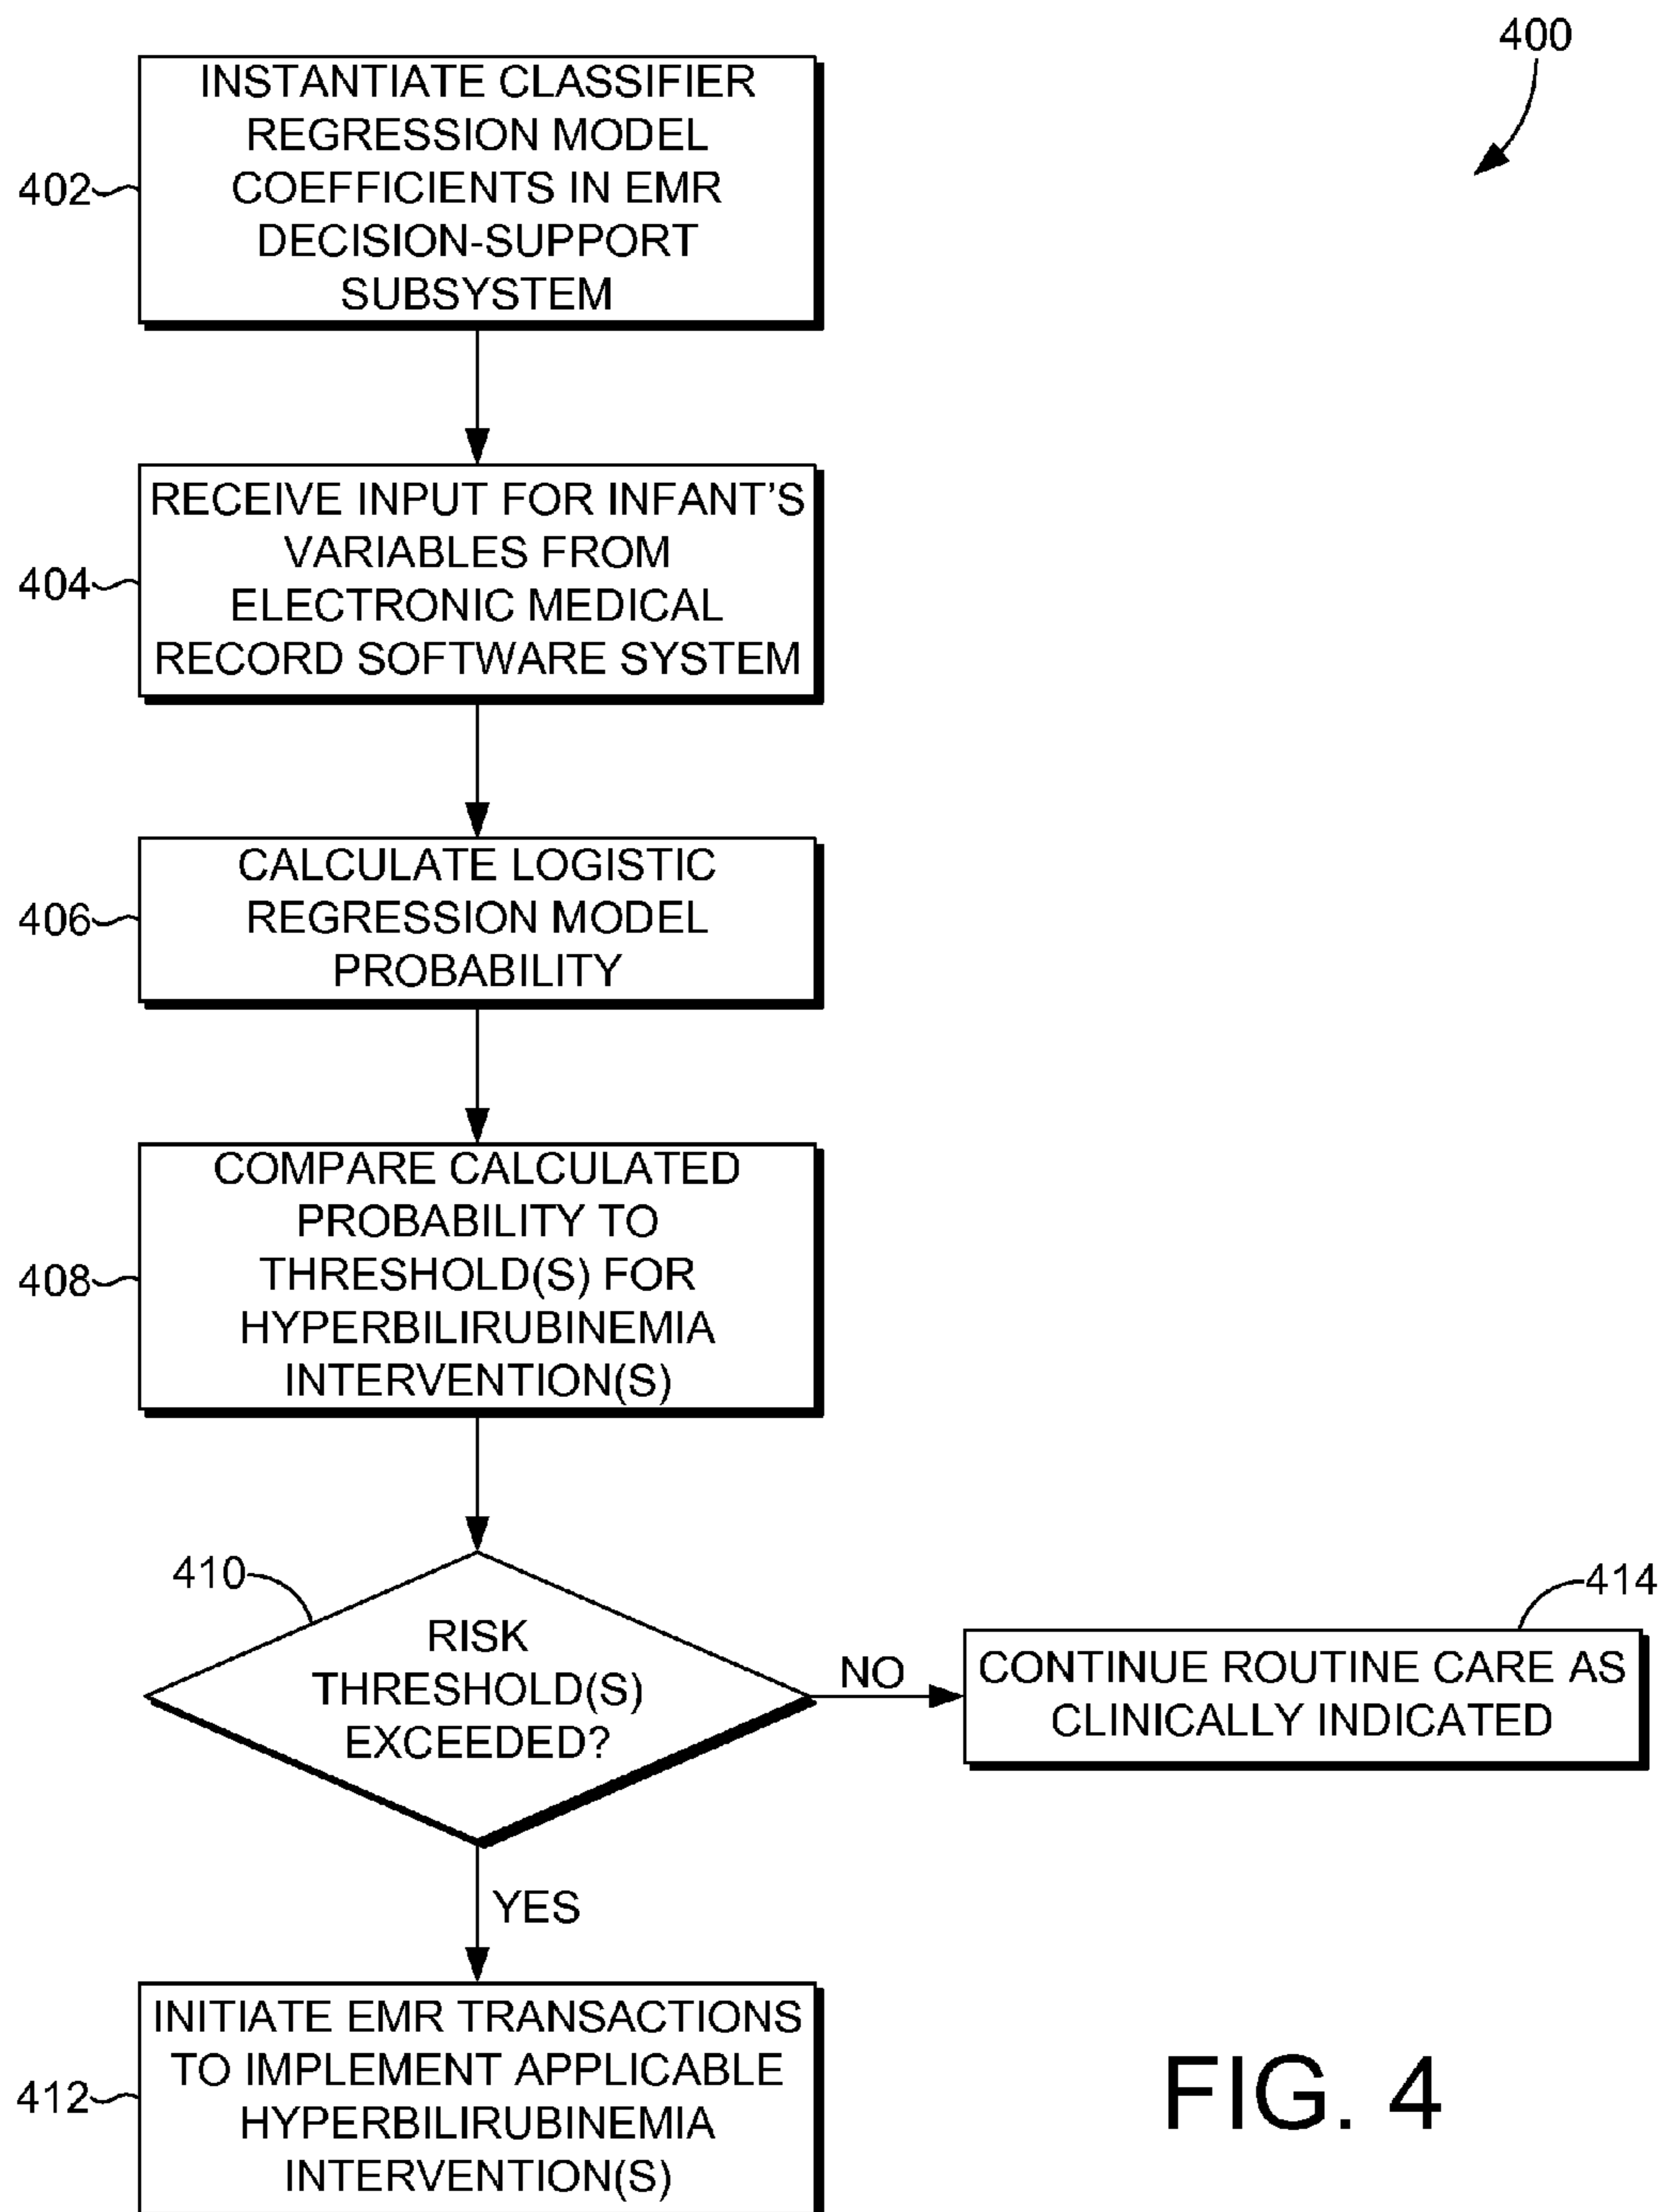 400
INSTANTIATE CLASSIFIER
REGRESSION MODEL
COEFFICIENTS IN EMR
DECISION-SUPPORT
SUBSYSTEM
402
RECEIVE INPUT FOR INFANT'S
VARIABLES FROM
ELECTRONIC MEDICAL
RECORD SOFTWARE SYSTEM
404
CALCULATE LOGISTIC
REGRESSION MODEL
PROBABILITY
406
COMPARE CALCULATED
PROBABILITY TO
THRESHOLD(S) FOR
HYPERBILIRUBINEMIA
INTERVENTION(S)
408
410
RISK
THRESHOLD(S)
EXCEEDED?
NO
414
CONTINUE ROUTINE CARE AS
CLINICALLY INDICATED
YES
INITIATE EMR TRANSACTIONS
TO IMPLEMENT APPLICABLE
HYPERBILIRUBINEMIA
INTERVENTION(S)
412
FIG. 4